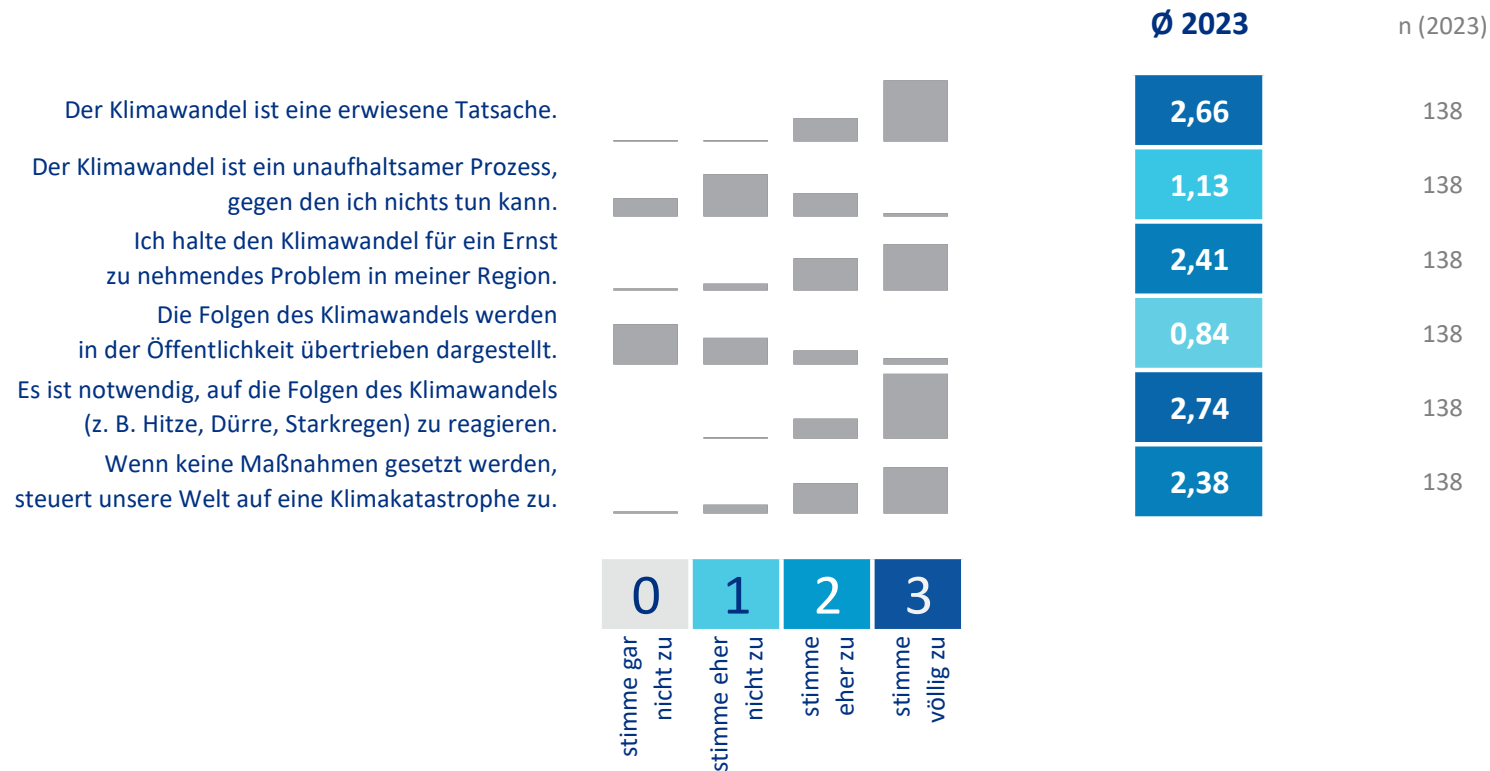 Ø 2023 n (2023)
Der Klimawandel ist eine erwiesene Tatsache. 2,66 138
Der Klimawandel ist ein unaufhaltsamer Prozess,
gegen den ich nichts tun kann. 1,13 138
Ich halte den Klimawandel für ein Ernst
zu nehmendes Problem in meiner Region. 2,41 138
Die Folgen des Klimawandels werden
in der Öffentlichkeit übertrieben dargestellt. 0,84 138
Es ist notwendig, auf die Folgen des Klimawandels
(z. B. Hitze, Dürre, Starkregen) zu reagieren. 2,74 138
Wenn keine Maßnahmen gesetzt werden,
steuert unsere Welt auf eine Klimakatastrophe zu. 2,38 138
0 1 2 3
stimme gar
nicht zu
stimme eher
nicht zu
stimme
eher zu
stimme
völlig zu